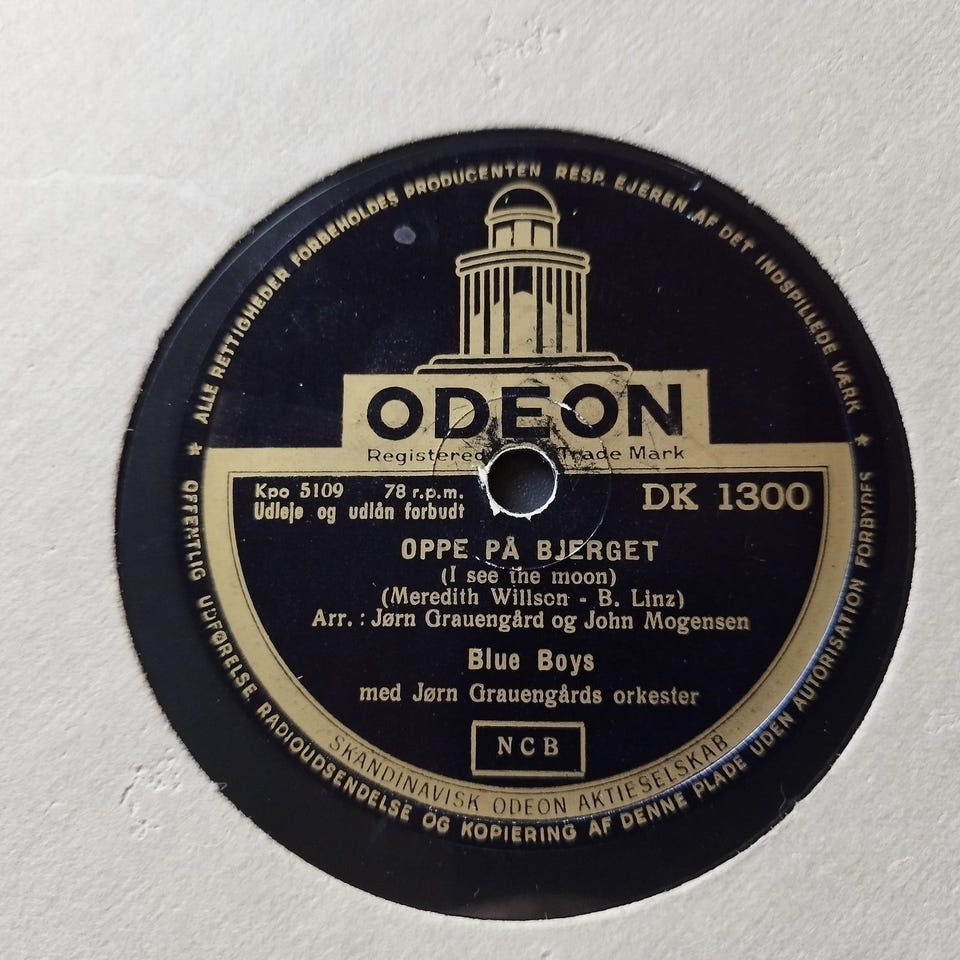 ALLE RETTIGHEDER FORBEHOLDES PRODUCENTEN RESP. EJEREN AF DET INDSPILLEDE VÆRK
ODEON
Registered Trade Mark
Kpo 5109 78 r.p.m. DK 1300
Udleje og udlån forbudt
OPPE PÅ BJERGET
(I see the moon)
(Meredith Willson - B. Linz)
Arr. : Jørn Grauengård og John Mogensen
Blue Boys
med Jørn Grauengårds orkester
NCB
SKANDINAVISK ODEON AKTIESELSKAB
OFFENTLIG UDFØRELSE RADIOUDSENDELSE OG KOPIERING AF DENNE PLADE UDEN AUTORISATION FORBYDES